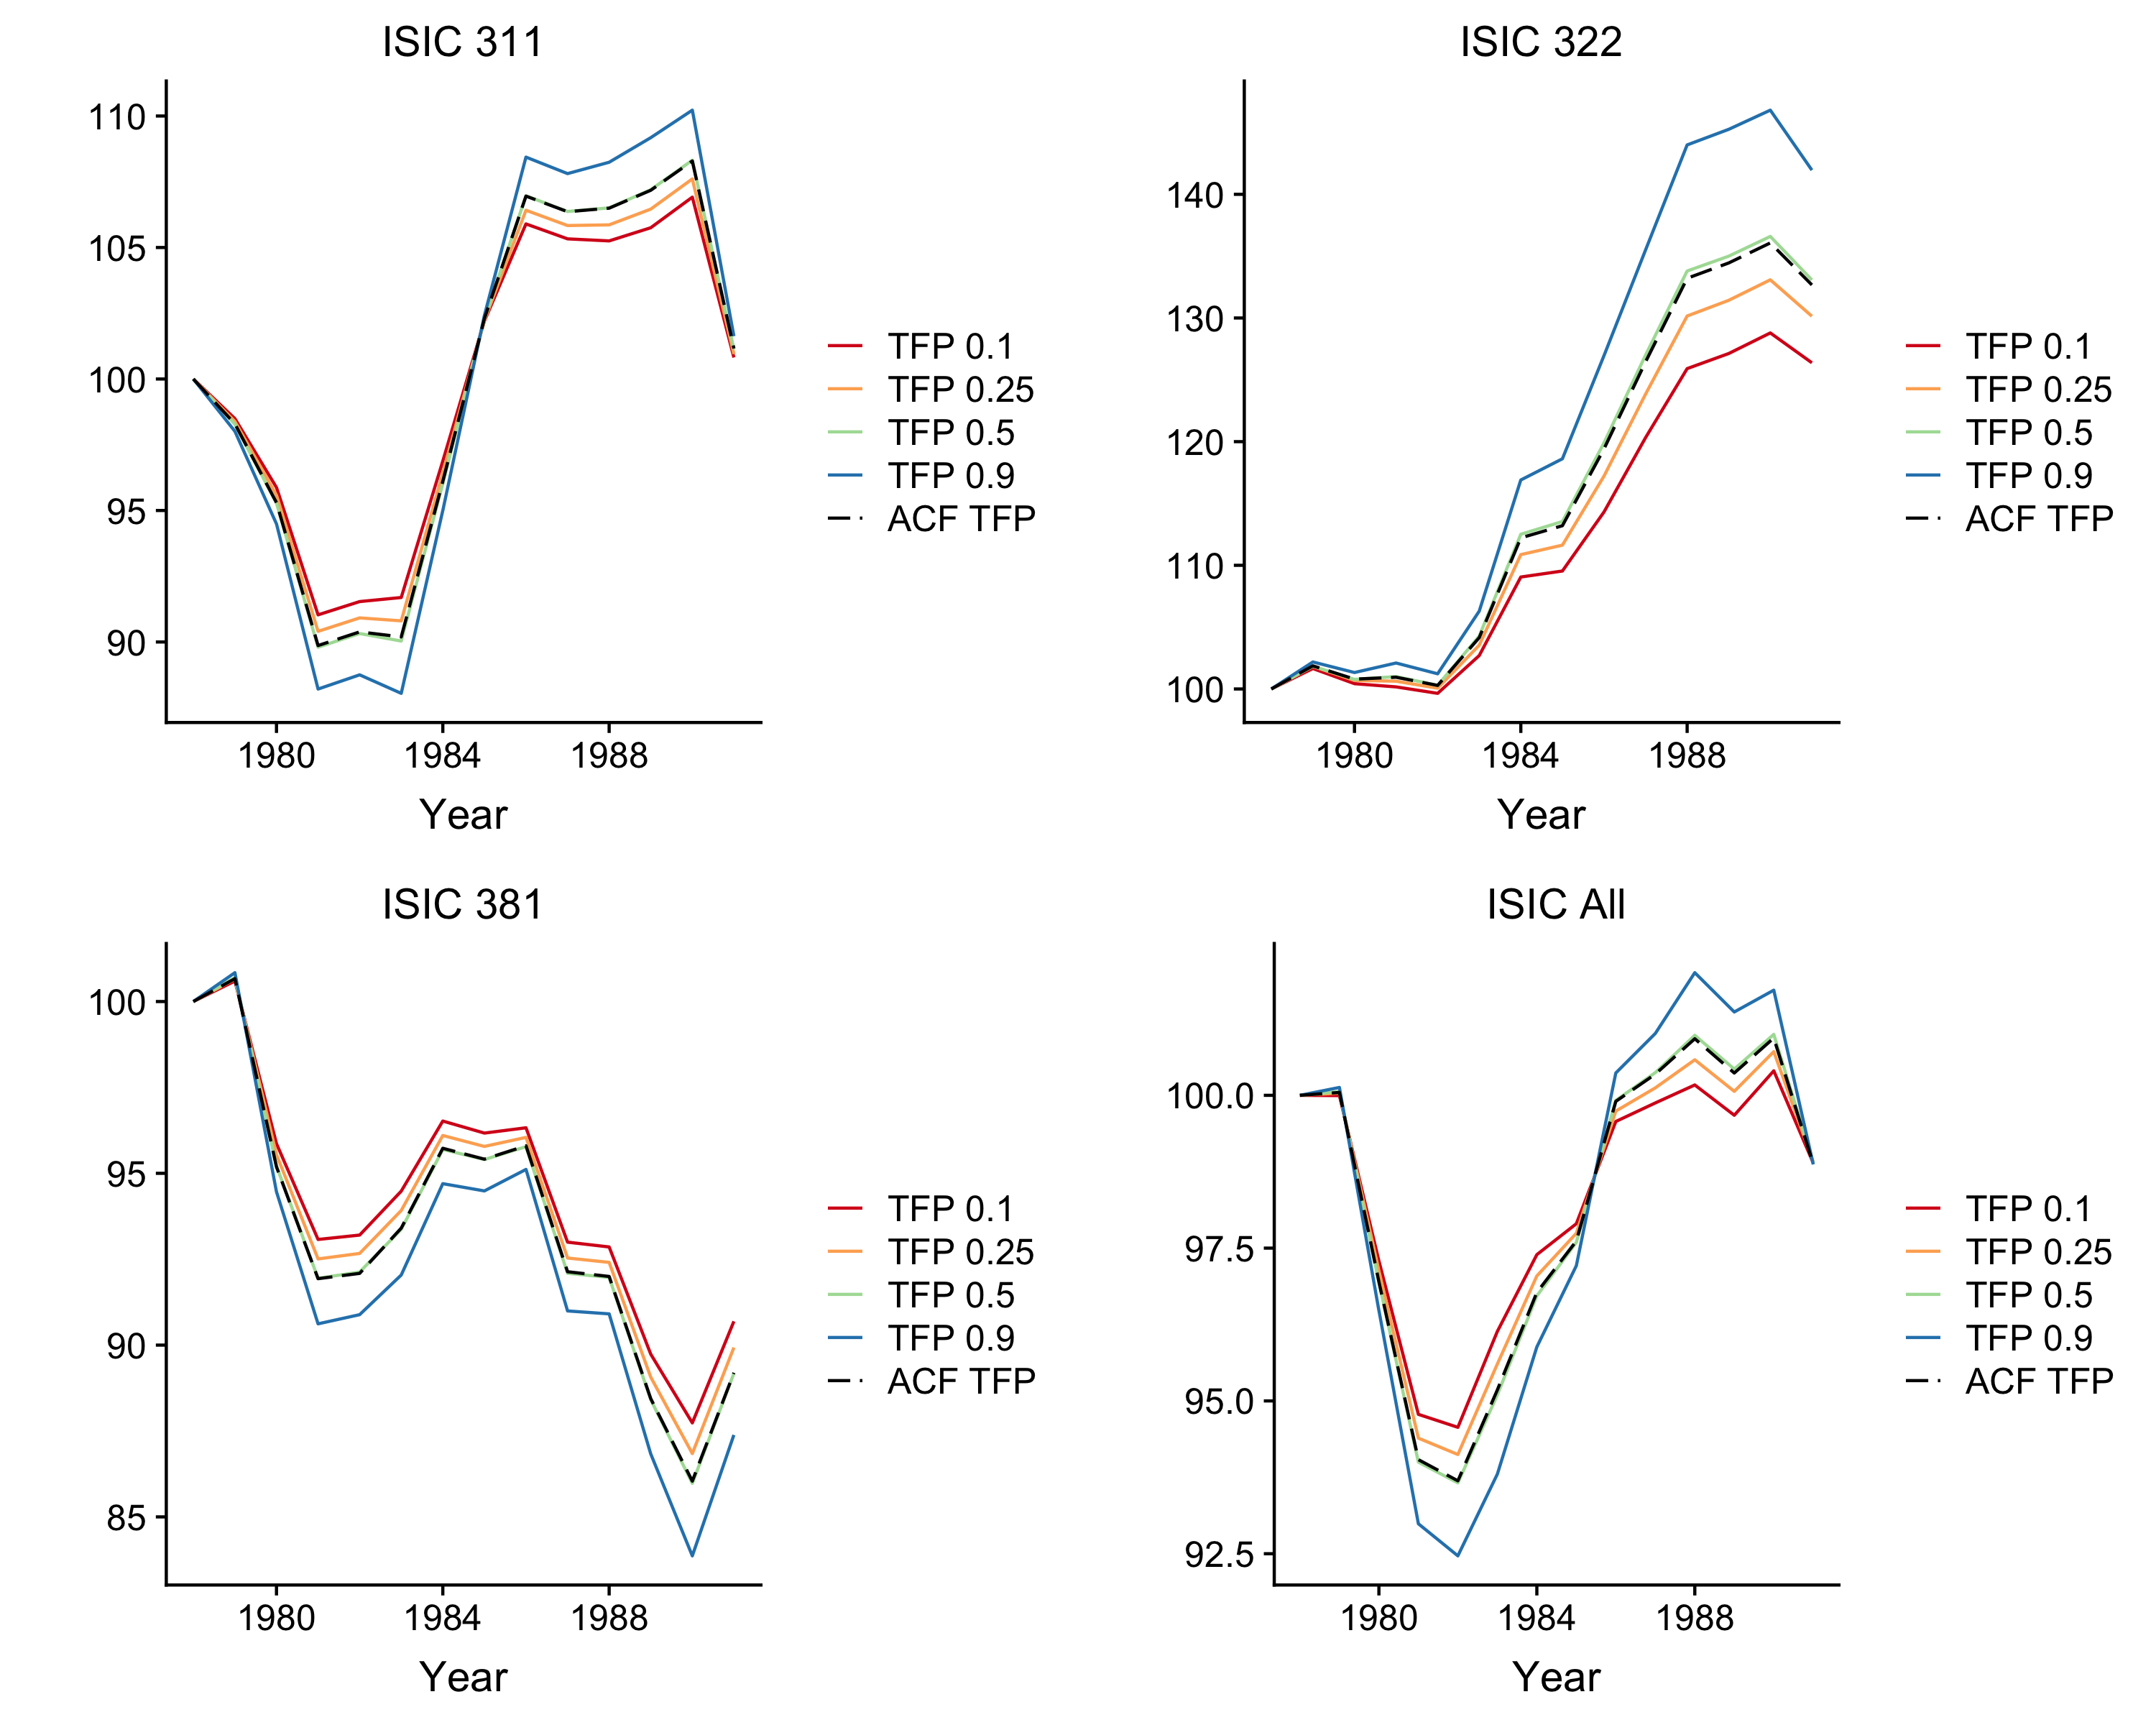 ISIC 311
110
105
100
95
90
1980 1984 1988
Year
TFP 0.1
TFP 0.25
TFP 0.5
TFP 0.9
ACF TFP
ISIC 322
140
130
120
110
100
1980 1984 1988
Year
TFP 0.1
TFP 0.25
TFP 0.5
TFP 0.9
ACF TFP
ISIC 381
100
95
90
85
1980 1984 1988
Year
TFP 0.1
TFP 0.25
TFP 0.5
TFP 0.9
ACF TFP
ISIC All
100.0
97.5
95.0
92.5
1980 1984 1988
Year
TFP 0.1
TFP 0.25
TFP 0.5
TFP 0.9
ACF TFP